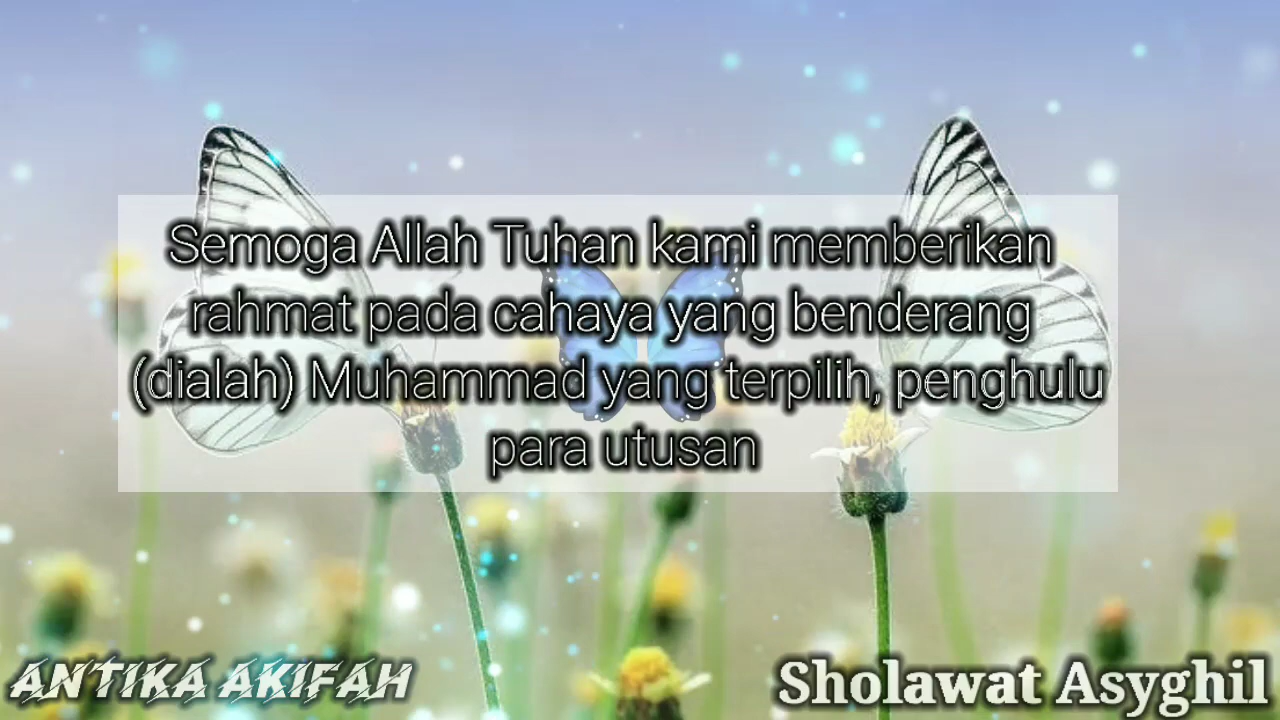 Semoga Allah Tuhan kami memberikan
rahmat pada cahaya yang benderang
(dialah) Muhammad yang terpilih, penghulu
para utusan
ANTIKA AKIFAH
Sholawat Asyghil